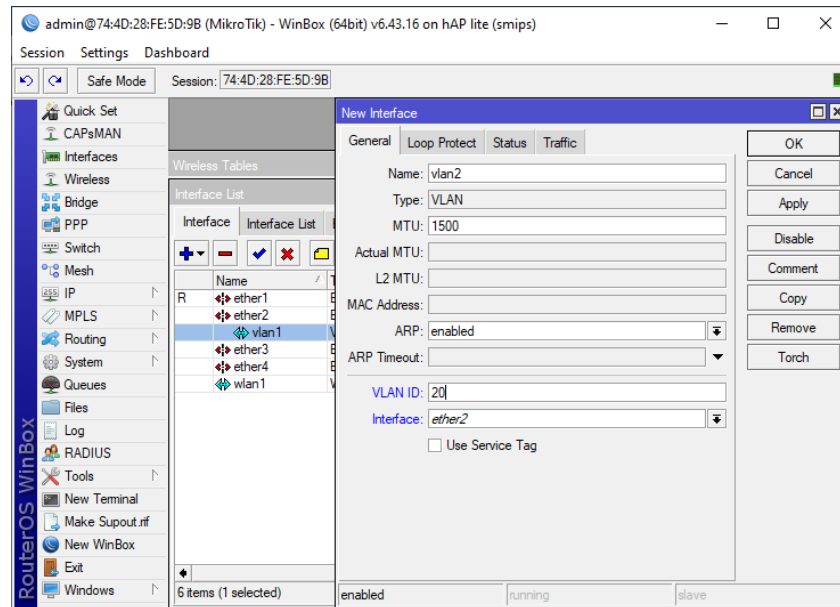 admin@74:4D:28:FE:5D:9B (MikroTik) - WinBox (64bit) v6.43.16 on hAP lite (smips)
Session Settings Dashboard
Safe Mode Session: 74:4D:28:FE:5D:9B
Quick Set
CAPsMAN
Interfaces
Wireless
Bridge
PPP
Switch
Mesh
IP
MPLS
Routing
System
Queues
Files
Log
RADIUS
Tools
New Terminal
Make Supout.rif
New WinBox
Exit
Windows
RouterOS WinBox
Wireless Tables
Interface List
Interface Interface List
Name
R ether1
ether2
vlan1
ether3
ether4
wlan1
6 items (1 selected)
New Interface
General Loop Protect Status Traffic
Name: vlan2
Type: VLAN
MTU: 1500
Actual MTU:
L2 MTU:
MAC Address:
ARP: enabled
ARP Timeout:
VLAN ID: 20
Interface: ether2
Use Service Tag
OK
Cancel
Apply
Disable
Comment
Copy
Remove
Torch
enabled running slave